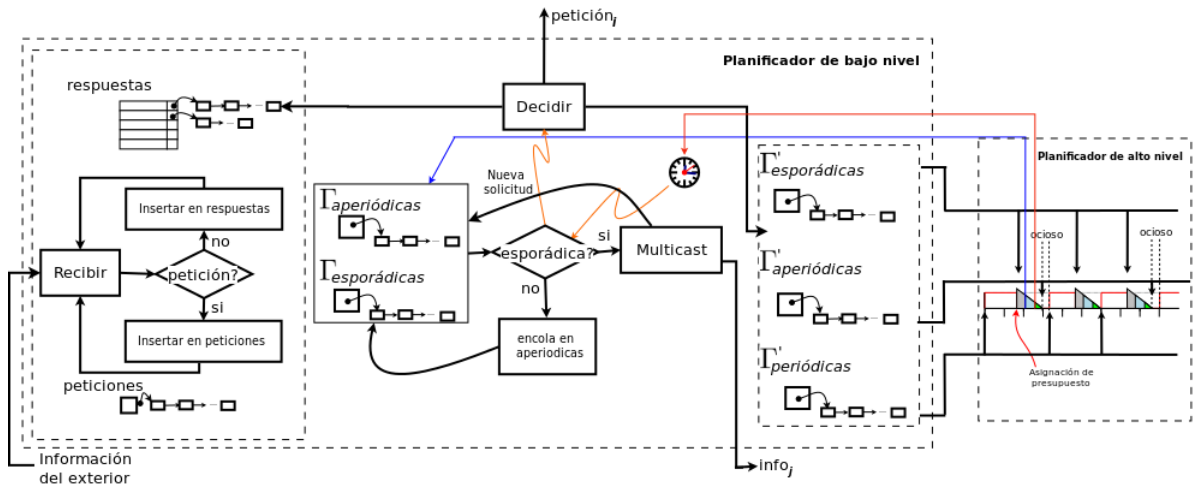 petición j
Planificador de bajo nivel
respuestas
Decidir
Planificador de alto nivel
Nueva
solicitud
Γ aperiódicas
Γ' esporádicas
Insertar en respuestas
no
Recibir
petición?
si
Insertar en peticiones
peticiones
Γ esporádicas
esporádica?
si
Multicast
no
encola en
aperiodicas
Γ' aperiódicas
Γ' periódicas
ocioso
ocioso
Asignación de
presupuesto
Información
del exterior
info j